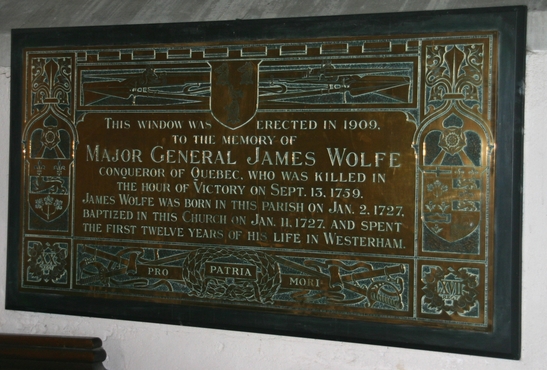 THIS WINDOW WAS ERECTED IN 1909.
TO THE MEMORY OF
MAJOR GENERAL JAMES WOLFE
CONQUEROR OF QUEBEC, WHO WAS KILLED IN
THE HOUR OF VICTORY ON SEPT. 13. 1759.
JAMES WOLFE WAS BORN IN THIS PARISH ON JAN. 2. 1727.
BAPTIZED IN THIS CHURCH ON JAN. 11. 1727. AND SPENT
THE FIRST TWELVE YEARS OF HIS LIFE IN WESTERHAM.
PRO PATRIA MORI